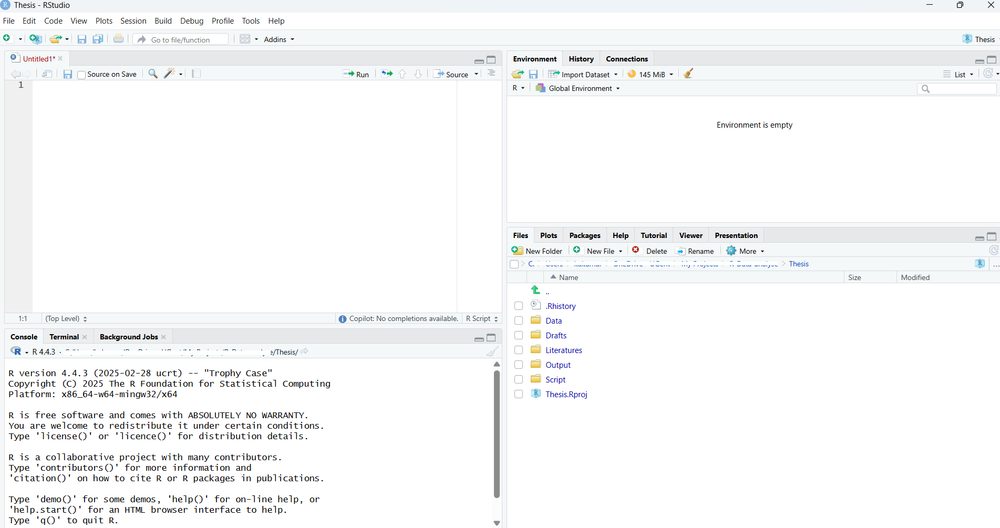 Thesis - RStudio
File Edit Code View Plots Session Build Debug Profile Tools Help
Go to file/function Addins Thesis
Untitled1*
Source on Save Run Source
1
1:1 (Top Level) Copilot: No completions available. R Script
Console Terminal Background Jobs
R 4.4.3 · e/Thesis/
R version 4.4.3 (2025-02-28 ucrt) -- "Trophy Case"
Copyright (C) 2025 The R Foundation for Statistical Computing
Platform: x86_64-w64-mingw32/x64
R is free software and comes with ABSOLUTELY NO WARRANTY.
You are welcome to redistribute it under certain conditions.
Type 'license()' or 'licence()' for distribution details.
R is a collaborative project with many contributors.
Type 'contributors()' for more information and
'citation()' on how to cite R or R packages in publications.
Type 'demo()' for some demos, 'help()' for on-line help, or
'help.start()' for an HTML browser interface to help.
Type 'q()' to quit R.
Environment History Connections
Import Dataset 145 MiB List
R Global Environment
Environment is empty
Files Plots Packages Help Tutorial Viewer Presentation
New Folder New File Delete Rename More
Thesis ...
Name Size Modified
..
.Rhistory
Data
Drafts
Literatures
Output
Script
Thesis.Rproj